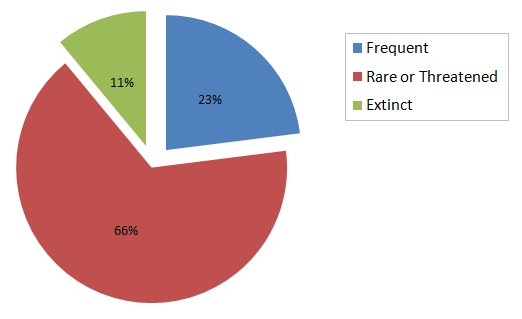 11%
23%
66%
Frequent
Rare or Threatened
Extinct